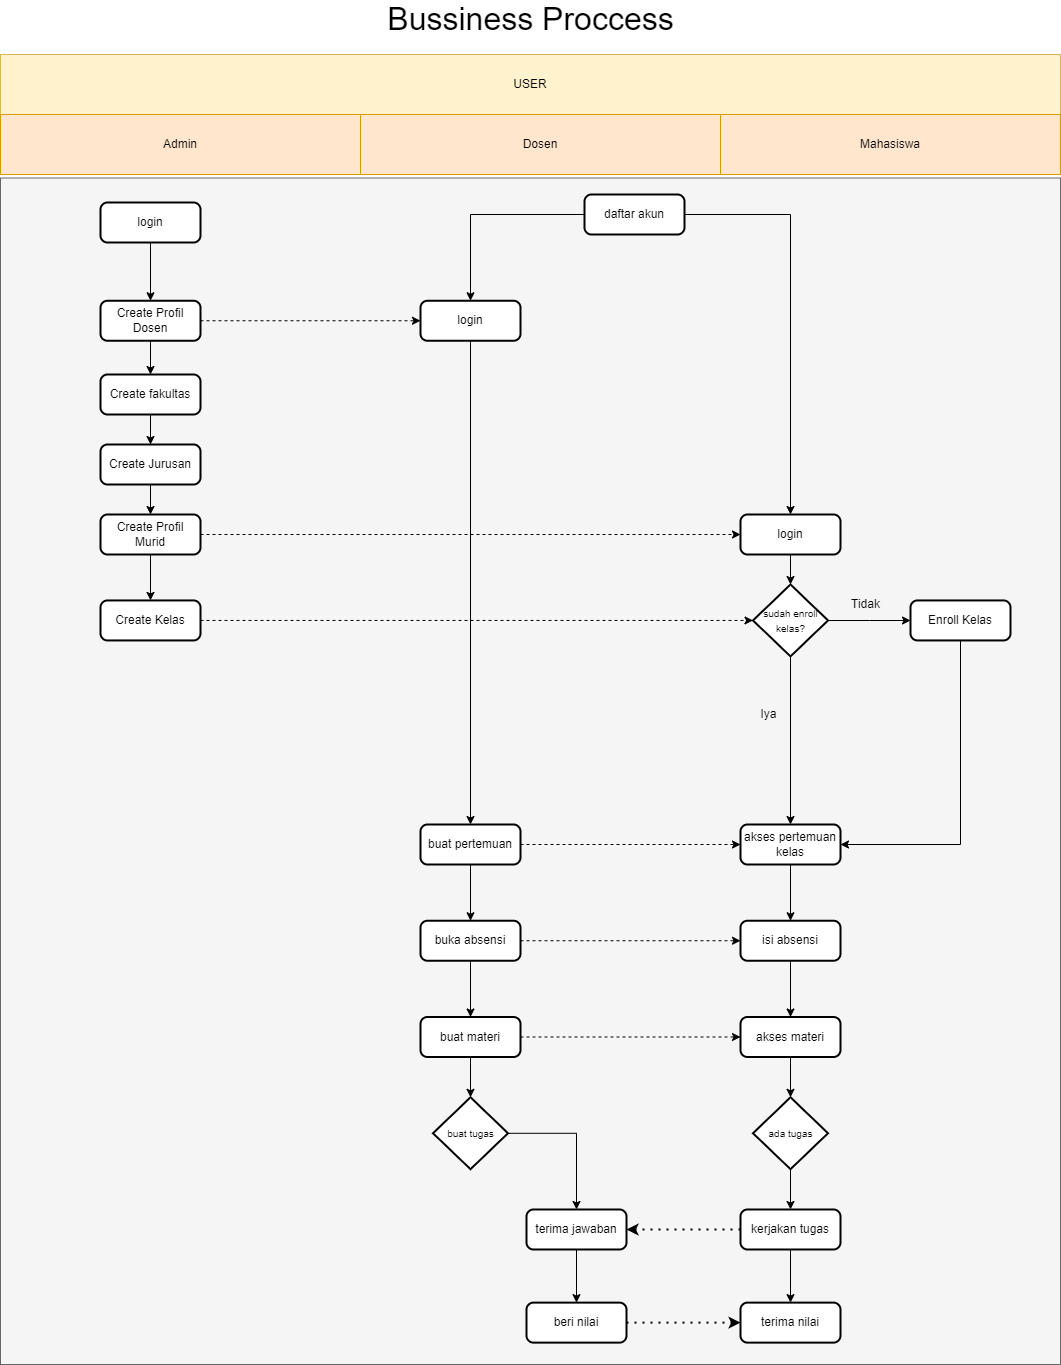 Bussiness Proccess
USER
Admin
Dosen
Mahasiswa
login
daftar akun
Create Profil
Dosen
login
Create fakultas
Create Jurusan
Create Profil
Murid
login
Create Kelas
sudah enroll
kelas?
Tidak
Enroll Kelas
Iya
buat pertemuan
akses pertemuan
kelas
buka absensi
isi absensi
buat materi
akses materi
buat tugas
ada tugas
terima jawaban
kerjakan tugas
beri nilai
terima nilai